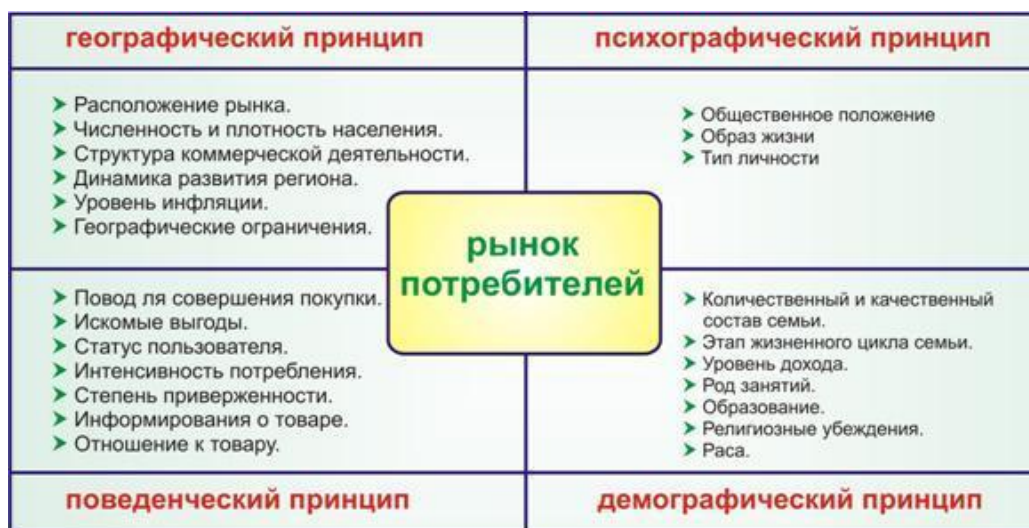 географический принцип
Расположение рынка.
Численность и плотность населения.
Структура коммерческой деятельности.
Динамика развития региона.
Уровень инфляции.
Географические ограничения.
психографический принцип
Общественное положение
Образ жизни
Тип личности
рынок
потребителей
Повод ля совершения покупки.
Искомые выгоды.
Статус пользователя.
Интенсивность потребления.
Степень приверженности.
Информирования о товаре.
Отношение к товару.
поведенческий принцип
Количественный и качественный
состав семьи.
Этап жизненного цикла семьи.
Уровень дохода.
Род занятий.
Образование.
Религиозные убеждения.
Раса.
демографический принцип